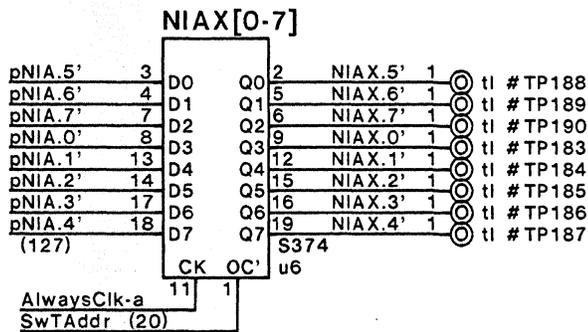 NIAX[0-7]
pNIA.5' 3 D0 Q0 2 NIAX.5' 1 tl #TP188
pNIA.6' 4 D1 Q1 5 NIAX.6' 1 tl #TP189
pNIA.7' 7 D2 Q2 6 NIAX.7' 1 tl #TP190
pNIA.0' 8 D3 Q3 9 NIAX.0' 1 tl #TP183
pNIA.1' 13 D4 Q4 12 NIAX.1' 1 tl #TP184
pNIA.2' 14 D5 Q5 15 NIAX.2' 1 tl #TP185
pNIA.3' 17 D6 Q6 16 NIAX.3' 1 tl #TP186
pNIA.4' 18 D7 Q7 19 NIAX.4' 1 tl #TP187
(127) S374
CK OC' u6
11 1
AlwaysClk-a
SwTAddr (20)